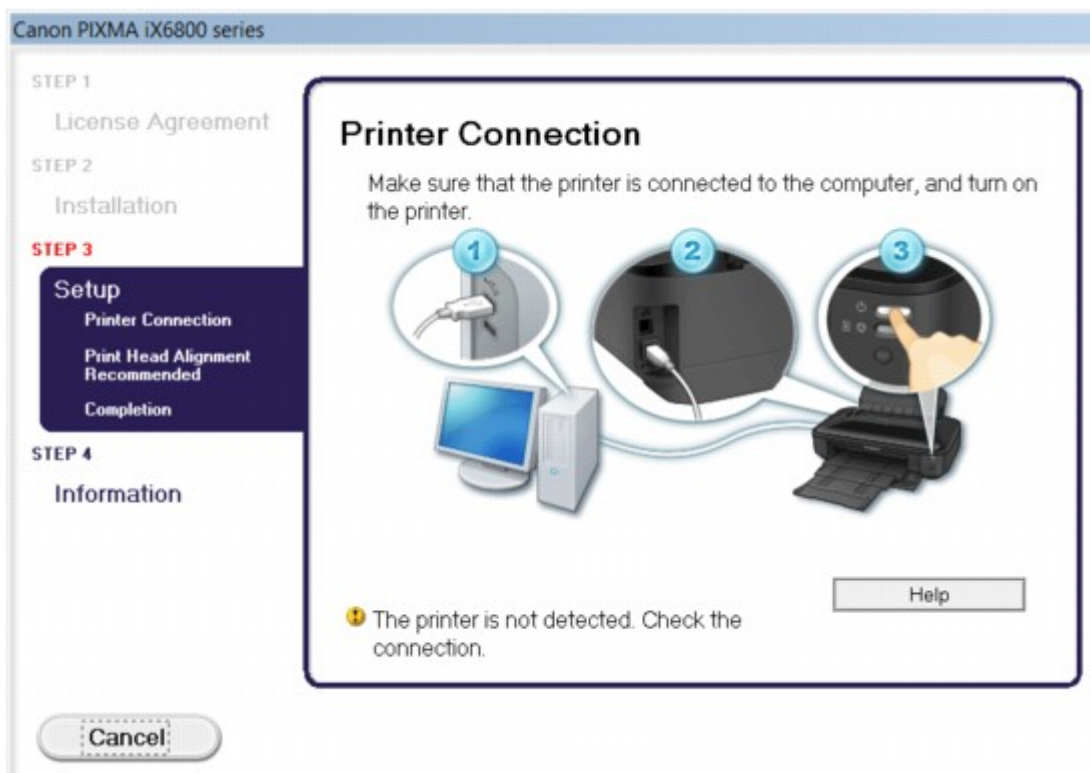 Canon PIXMA iX6800 series
STEP 1
License Agreement
STEP 2
Installation
STEP 3
Setup
Printer Connection
Print Head Alignment
Recommended
Completion
STEP 4
Information
Printer Connection
Make sure that the printer is connected to the computer, and turn on
the printer.
1
2
3
Help
The printer is not detected. Check the
connection.
Cancel